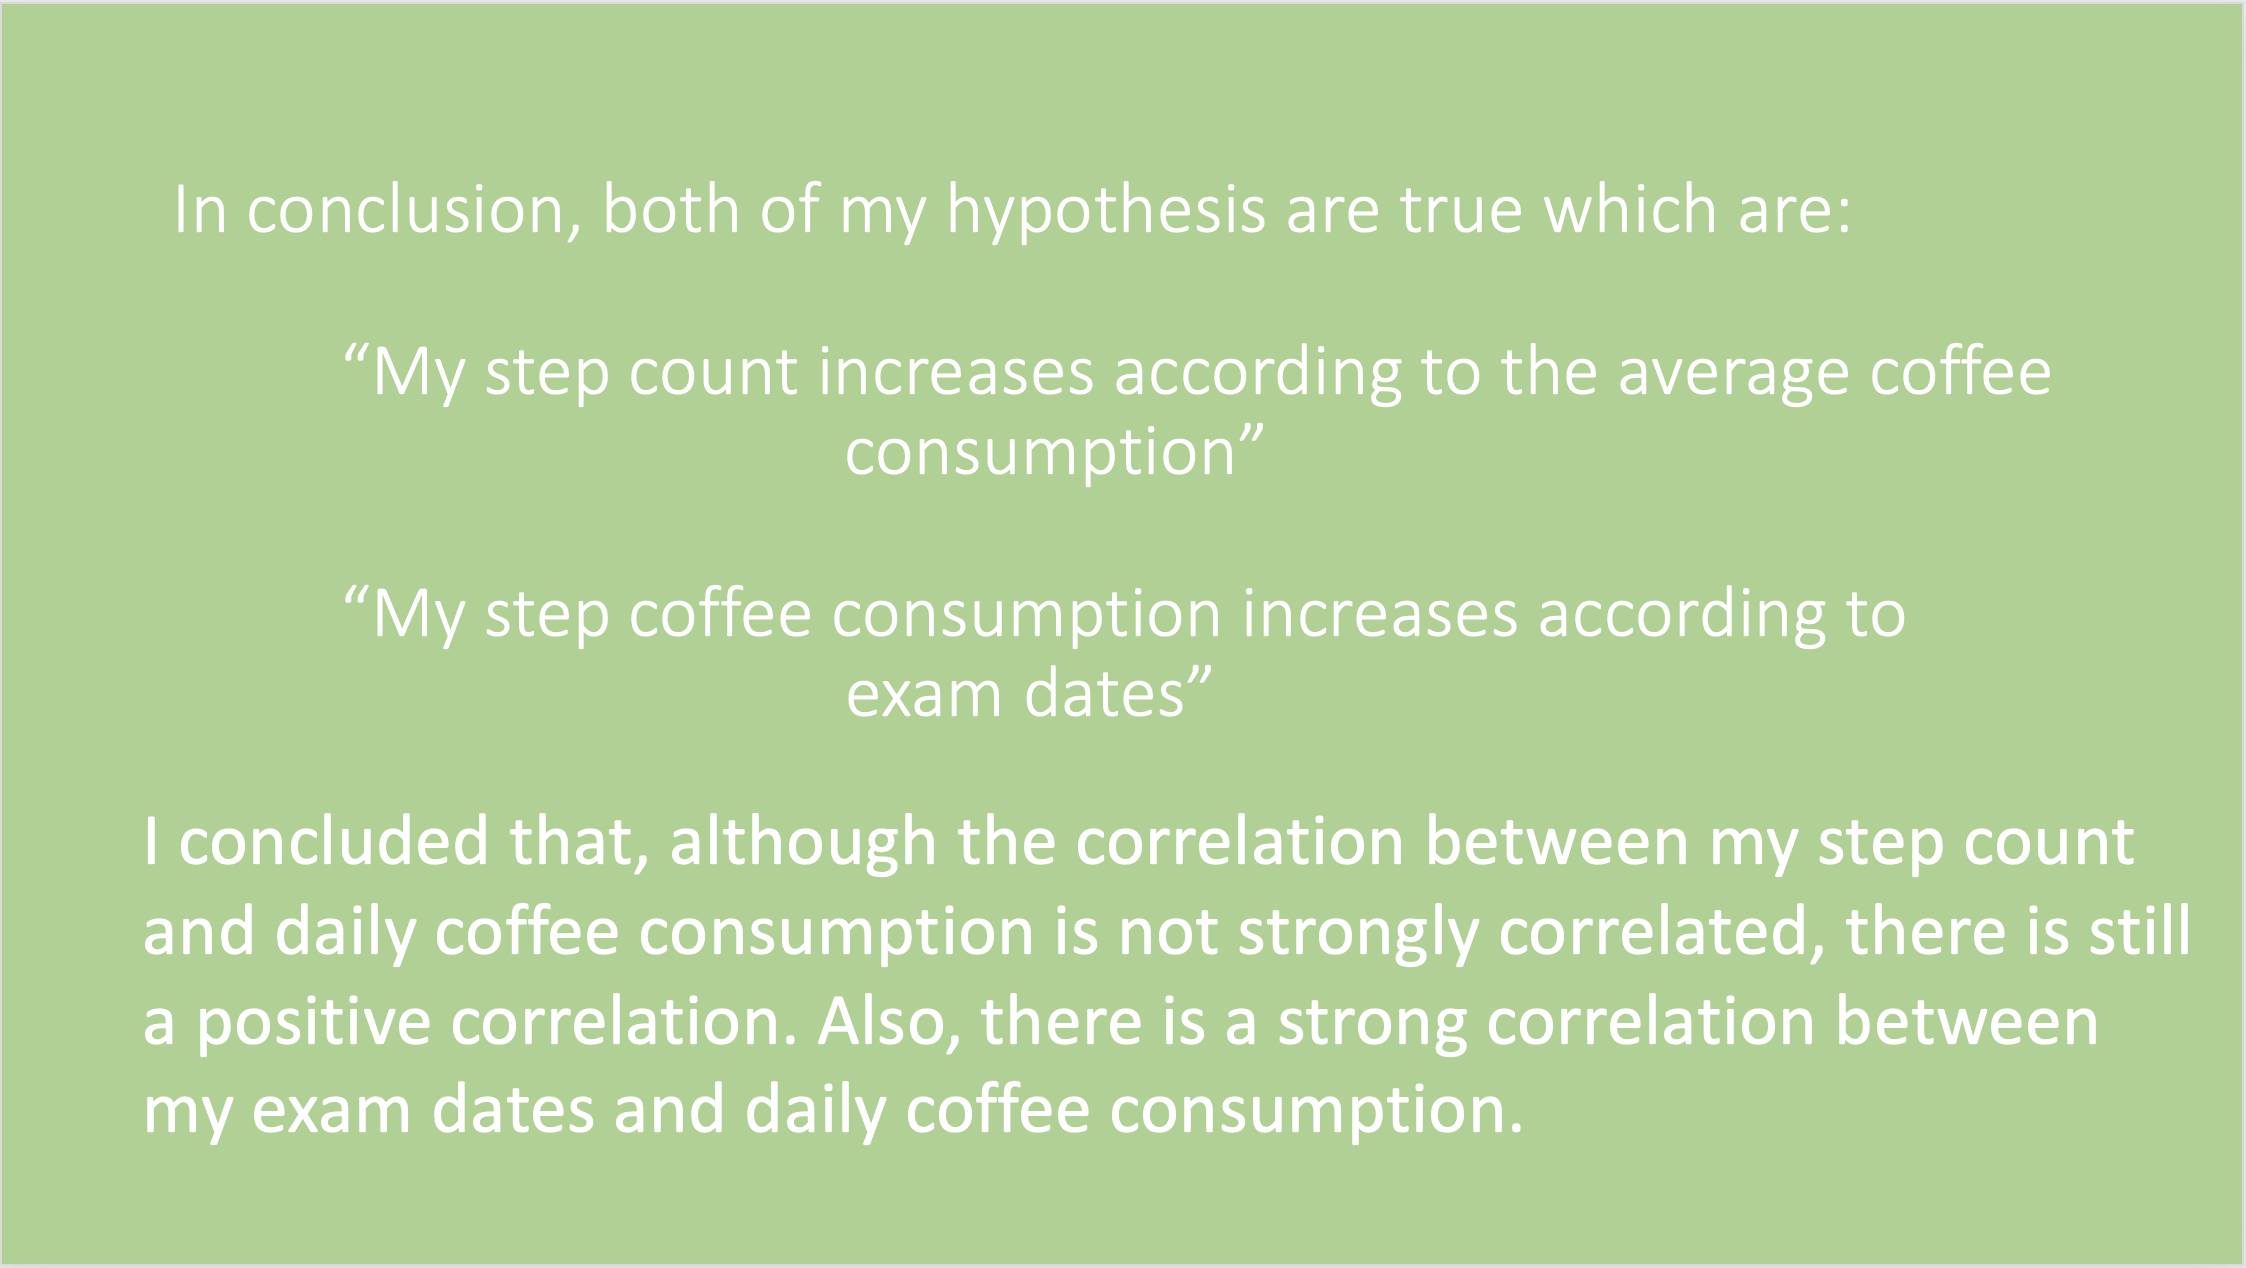 In conclusion, both of my hypothesis are true which are:
“My step count increases according to the average coffee
consumption”
“My step coffee consumption increases according to
exam dates”
I concluded that, although the correlation between my step count
and daily coffee consumption is not strongly correlated, there is still
a positive correlation. Also, there is a strong correlation between
my exam dates and daily coffee consumption.